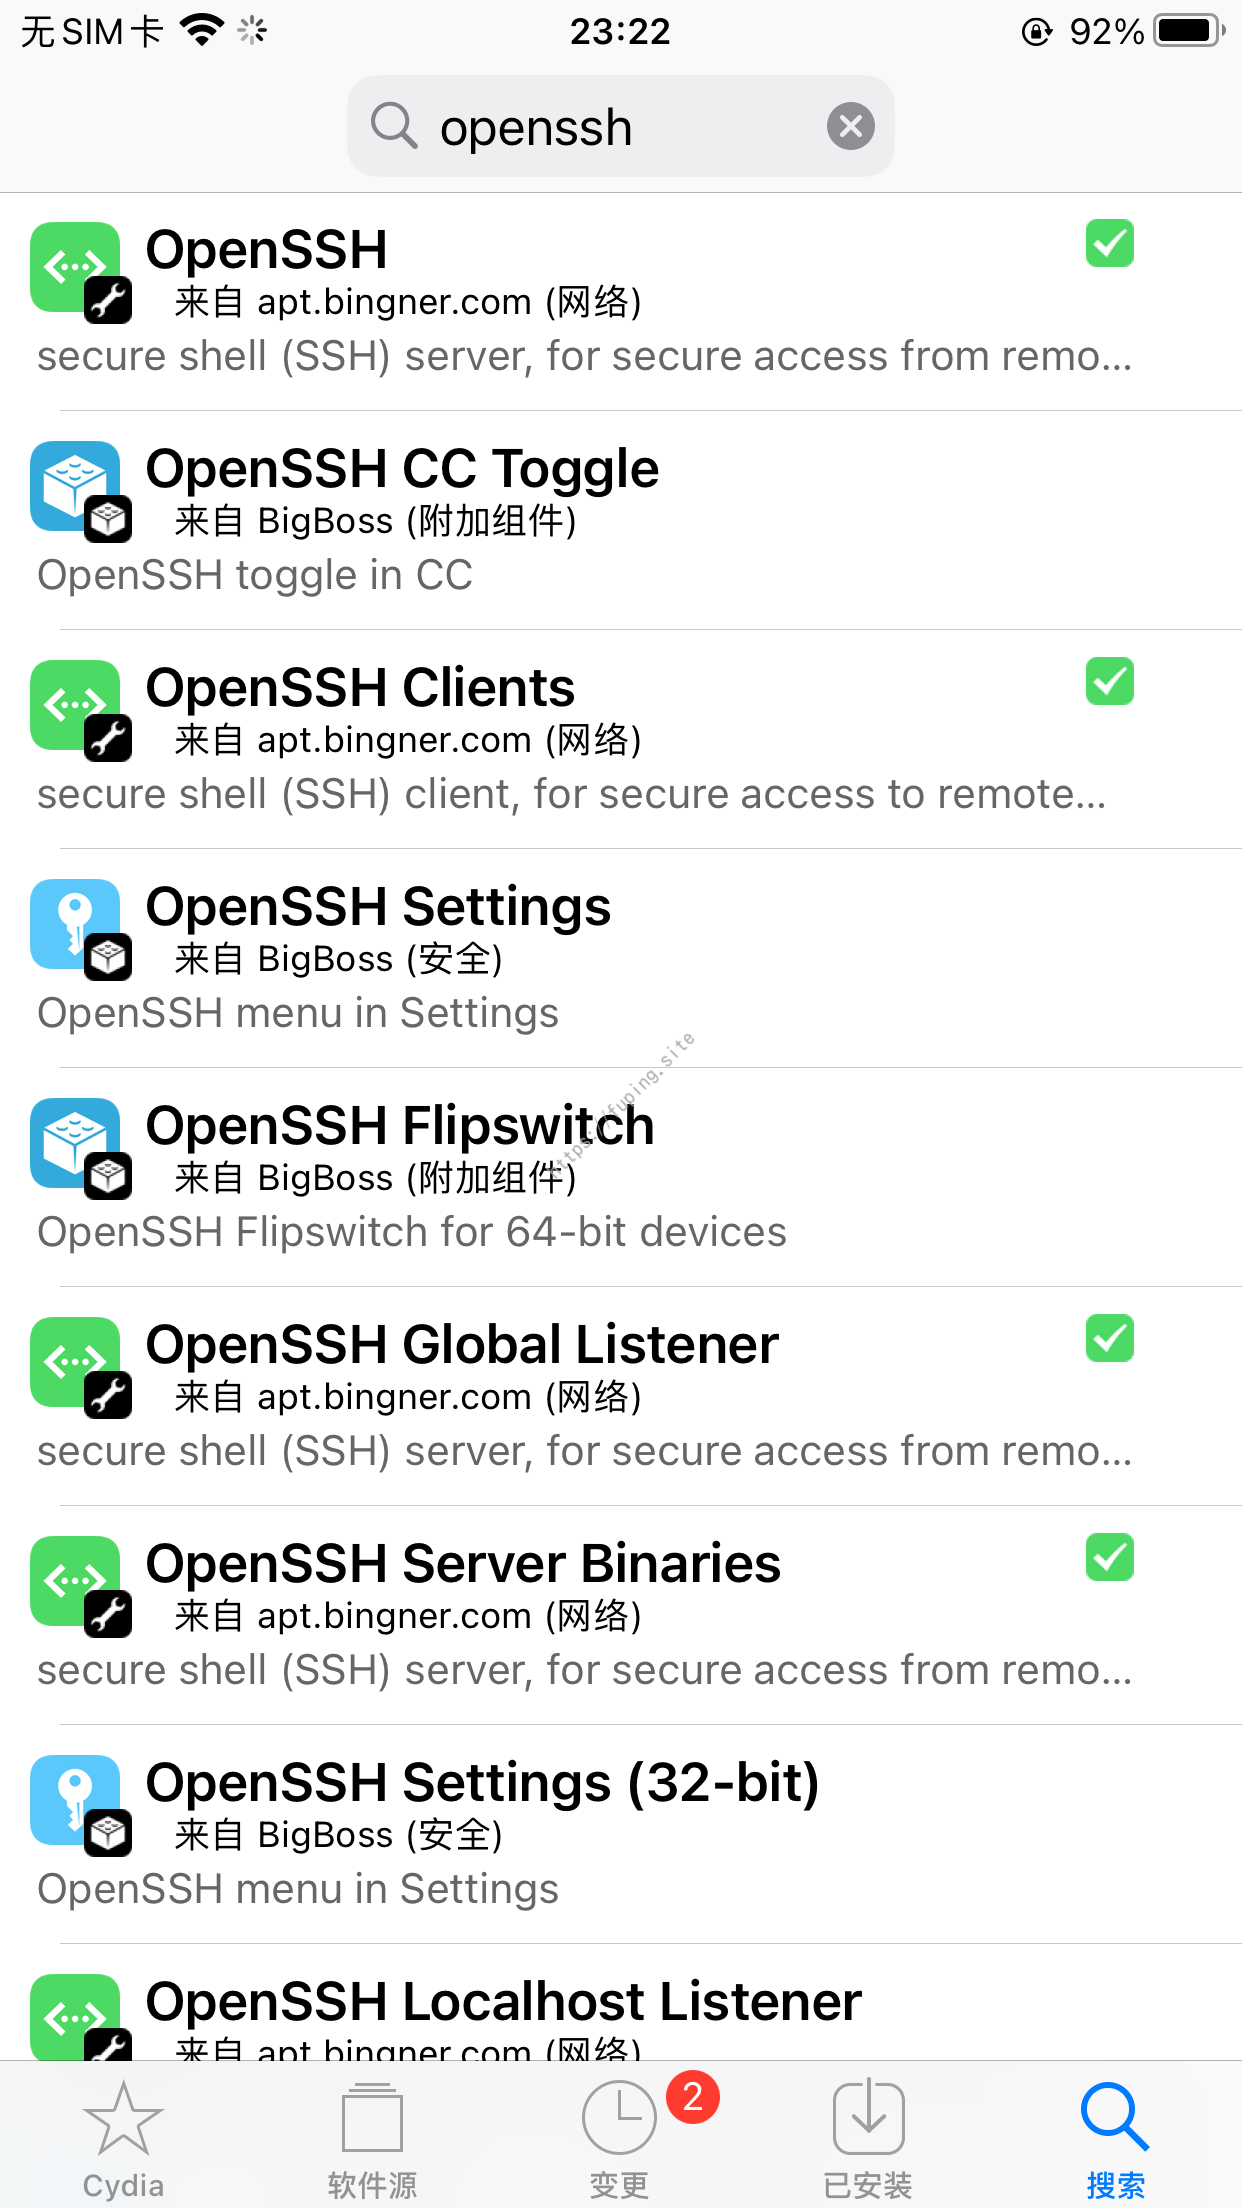 无SIM卡 23:22 92%
openssh
OpenSSH
来自 apt.bingner.com (网络)
secure shell (SSH) server, for secure access from remo...
OpenSSH CC Toggle
来自 BigBoss (附加组件)
OpenSSH toggle in CC
OpenSSH Clients
来自 apt.bingner.com (网络)
secure shell (SSH) client, for secure access to remote...
OpenSSH Settings
来自 BigBoss (安全)
OpenSSH menu in Settings
https://fuping.site
OpenSSH Flipswitch
来自 BigBoss (附加组件)
OpenSSH Flipswitch for 64-bit devices
OpenSSH Global Listener
来自 apt.bingner.com (网络)
secure shell (SSH) server, for secure access from remo...
OpenSSH Server Binaries
来自 apt.bingner.com (网络)
secure shell (SSH) server, for secure access from remo...
OpenSSH Settings (32-bit)
来自 BigBoss (安全)
OpenSSH menu in Settings
OpenSSH Localhost Listener
来自 apt.bingner.com (网络)
2
Cydia 软件源 变更 已安装 搜索